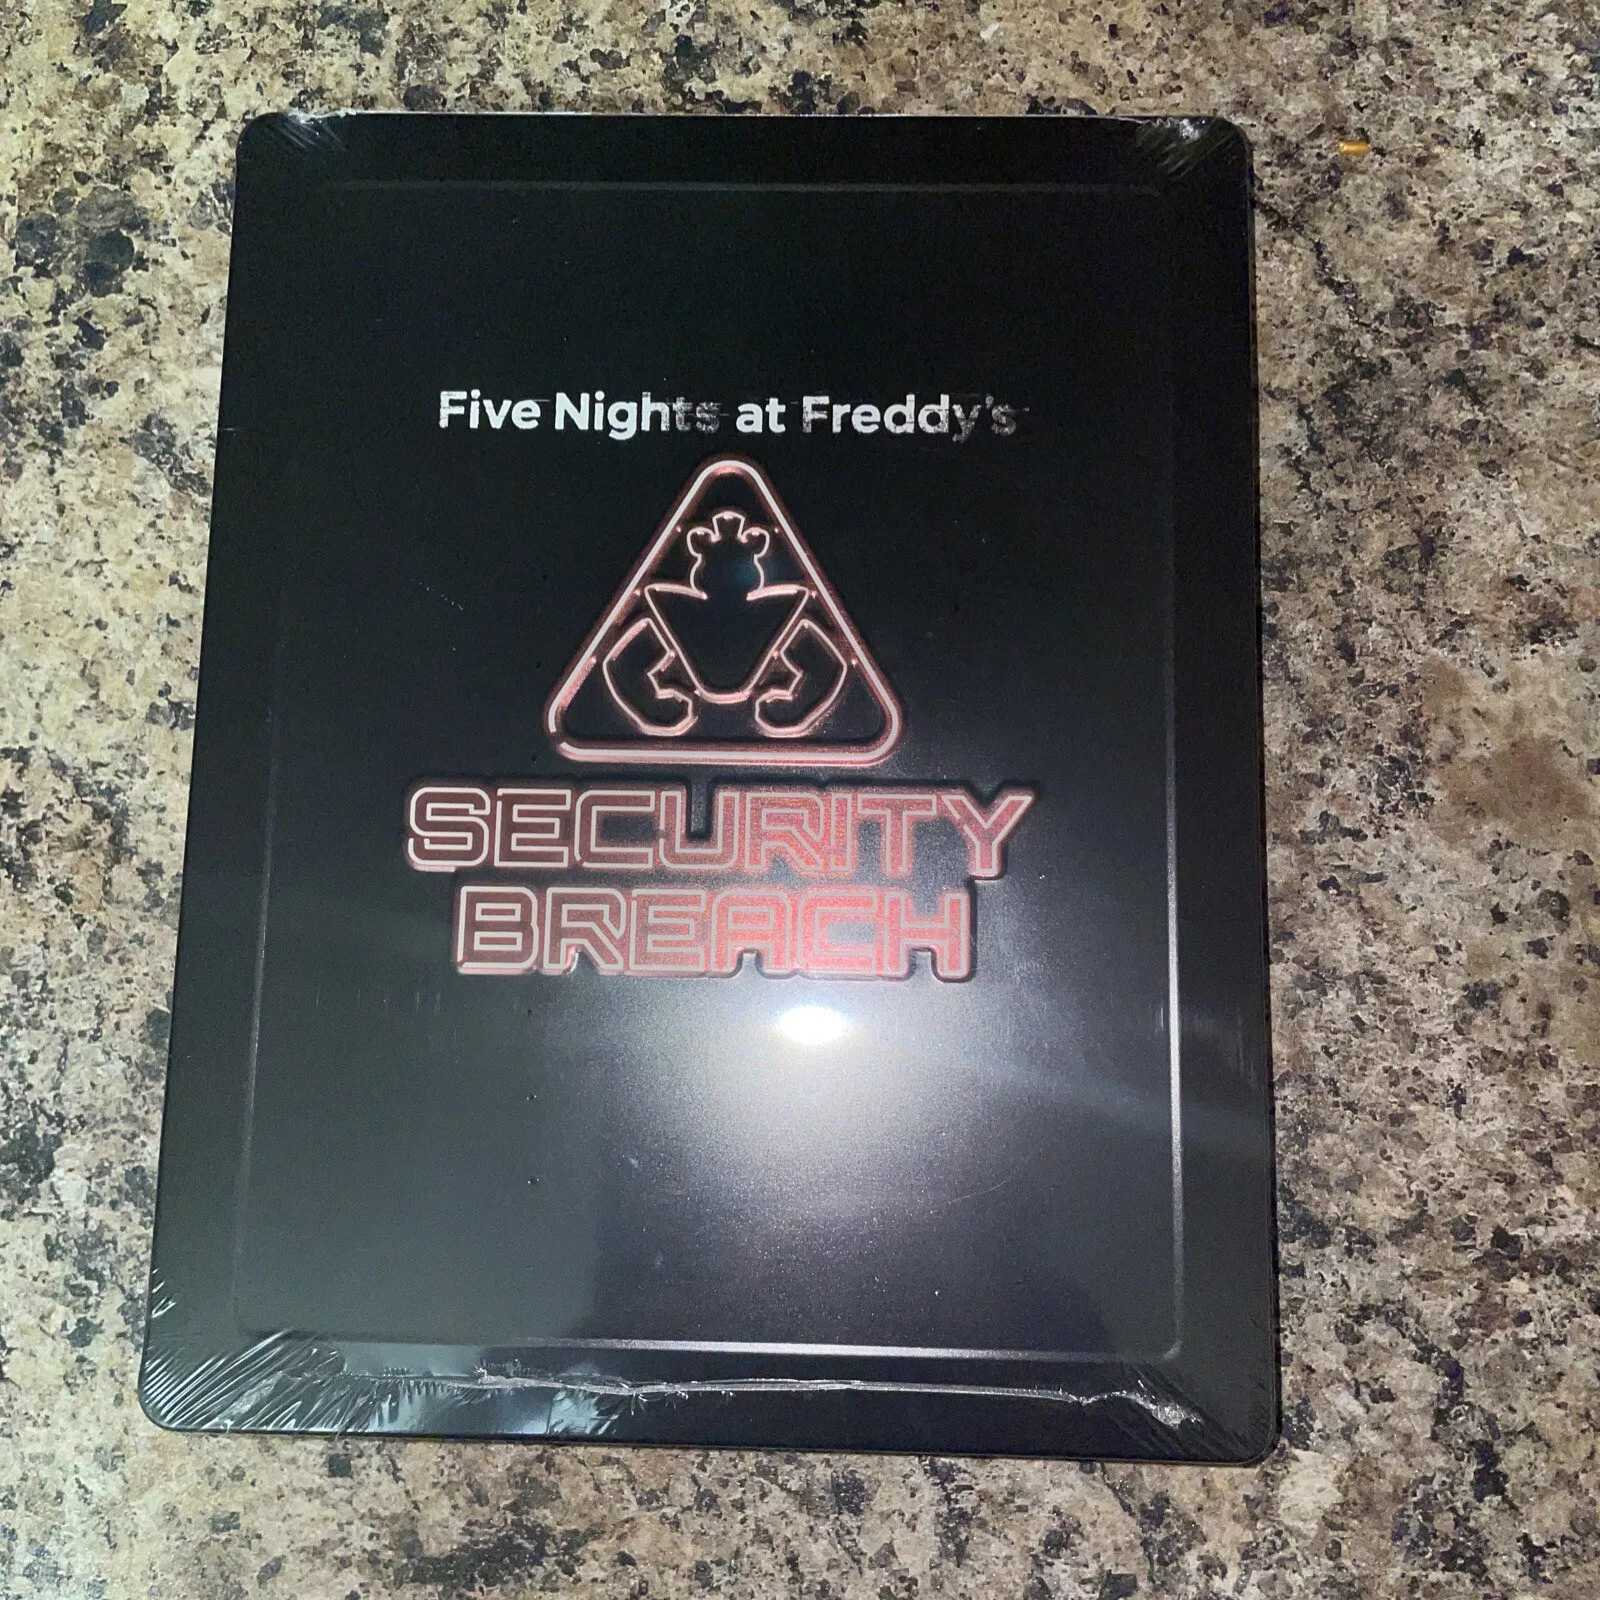 Five Nights at Freddy's
SECURITY
BREACH